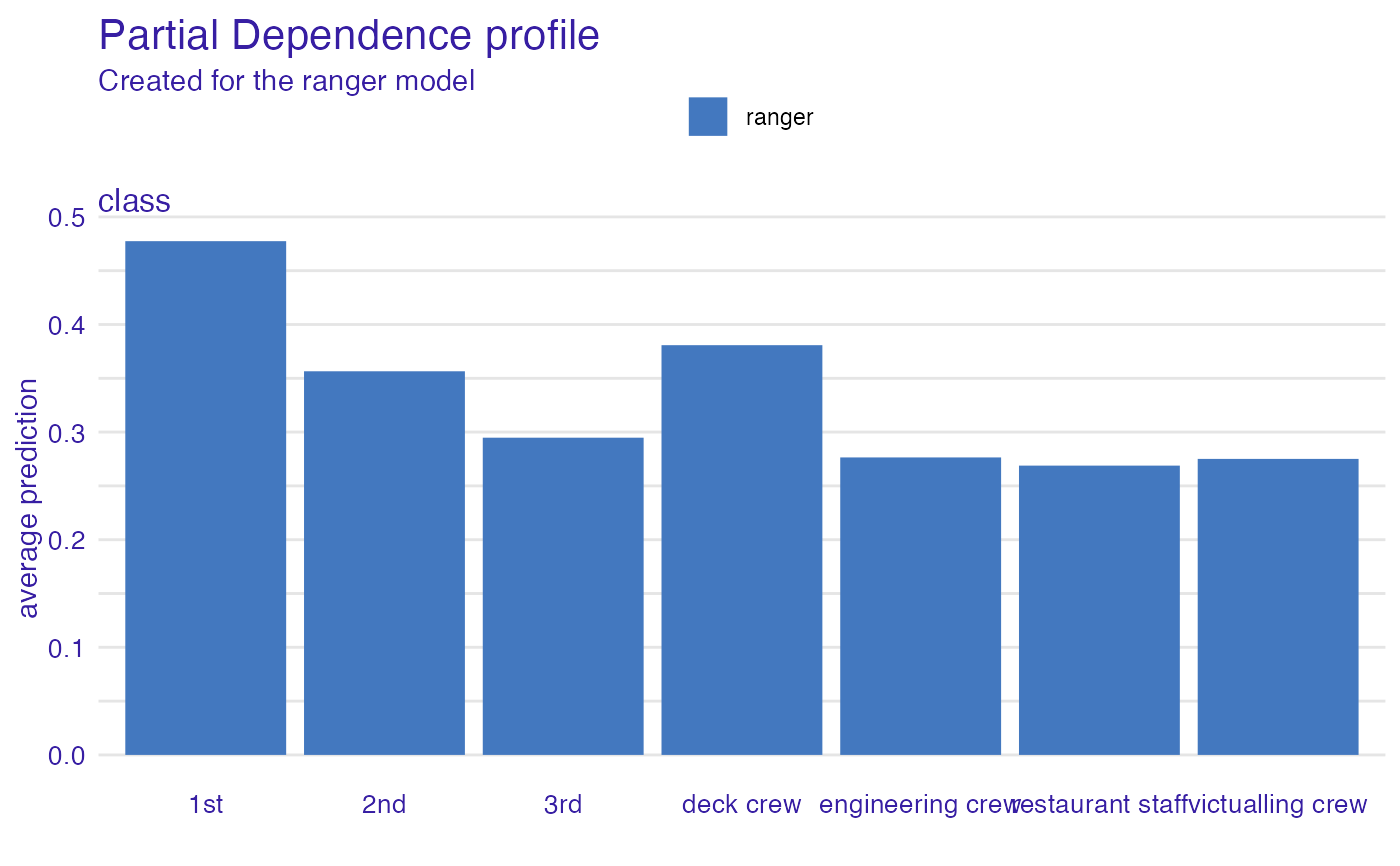 Partial Dependence profile
Created for the ranger model
ranger
class
0.5
0.4
0.3
0.2
0.1
0.0
average prediction
1st 2nd 3rd deck crew engineering crew restaurant staff victualling crew